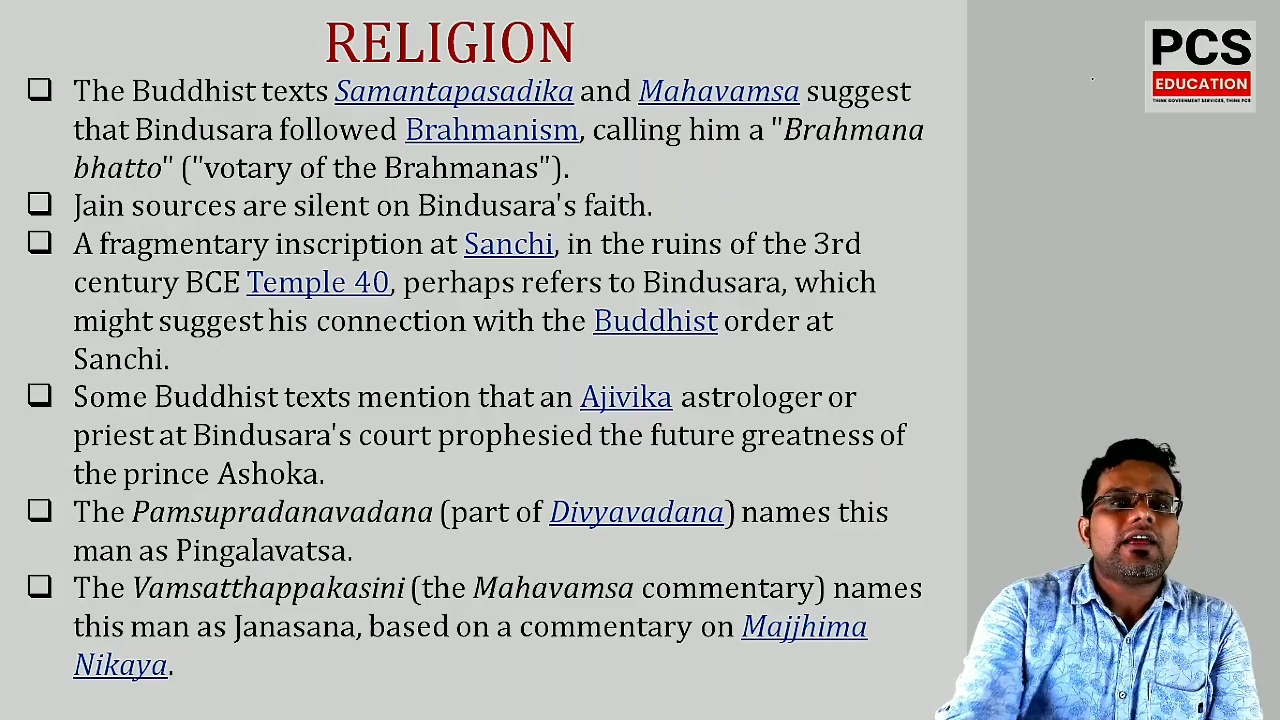 RELIGION
❑ The Buddhist texts Samantapasadika and Mahavamsa suggest
that Bindusara followed Brahmanism, calling him a "Brahmana
bhatto" ("votary of the Brahmanas").
❑ Jain sources are silent on Bindusara's faith.
❑ A fragmentary inscription at Sanchi, in the ruins of the 3rd
century BCE Temple 40, perhaps refers to Bindusara, which
might suggest his connection with the Buddhist order at
Sanchi.
❑ Some Buddhist texts mention that an Ajivika astrologer or
priest at Bindusara's court prophesied the future greatness of
the prince Ashoka.
❑ The Pamsupradanavadana (part of Divyavadana) names this
man as Pingalavatsa.
❑ The Vamsatthappakasini (the Mahavamsa commentary) names
this man as Janasana, based on a commentary on Majjhima
Nikaya.
PCS
EDUCATION
THINK GOVERNMENT SERVICES, THINK PCS